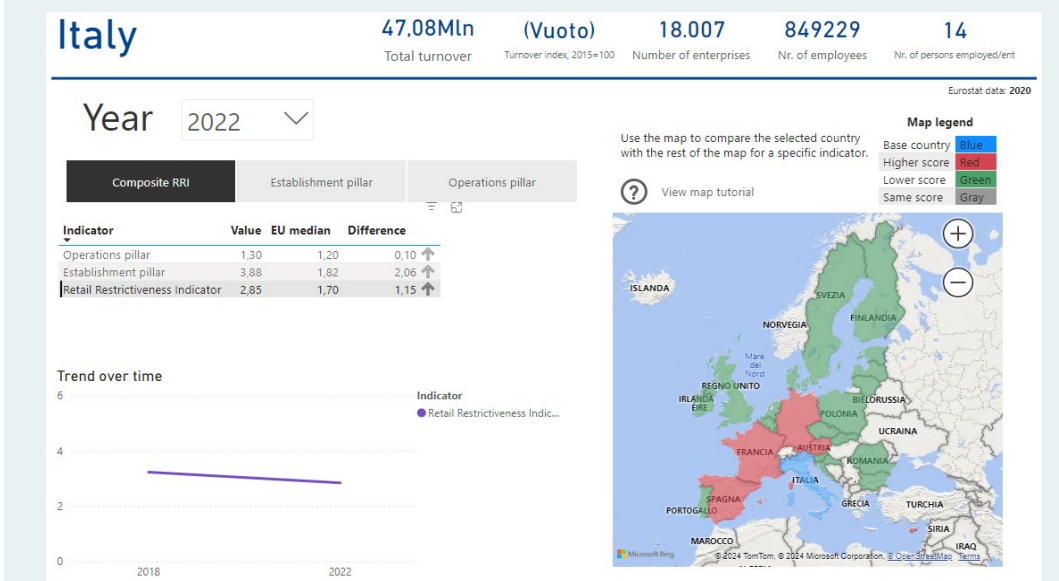 Italy
47,08Mln
Total turnover
(Vuoto)
Turnover index, 2015=100
18.007
Number of enterprises
849229
Nr. of employees
14
Nr. of persons employed/ent
Eurostat data: 2020
Year 2022
Composite RRI
Establishment pillar
Operations pillar
Indicator Value EU median Difference
Operations pillar 1,30 1,20 0,10
Establishment pillar 3,88 1,82 2,06
Retail Restrictiveness Indicator 2,85 1,70 1,15
Trend over time
6
4
2
0
2018
2022
Indicator
Retail Restrictiveness Indic...
Use the map to compare the selected country
with the rest of the map for a specific indicator.
? View map tutorial
Map legend
Base country Blue
Higher score Red
Lower score Green
Same score Gray
ISLANDA
SVEZIA
FINLANDIA
NORVEGIA
Mare
del
Nord
REGNO UNITO
IRLANDA
ÉIRE
BIELORUSSIA
POLONIA
UCRAINA
FRANCIA
AUSTRIA
ROMANIA
ITALIA
SPAGNA
PORTOGALLO
GRECIA
TURCHIA
SIRIA
MAROCCO
IRAQ
Microsoft Bing
© 2024 TomTom, © 2024 Microsoft Corporation, © OpenStreetMap Terms